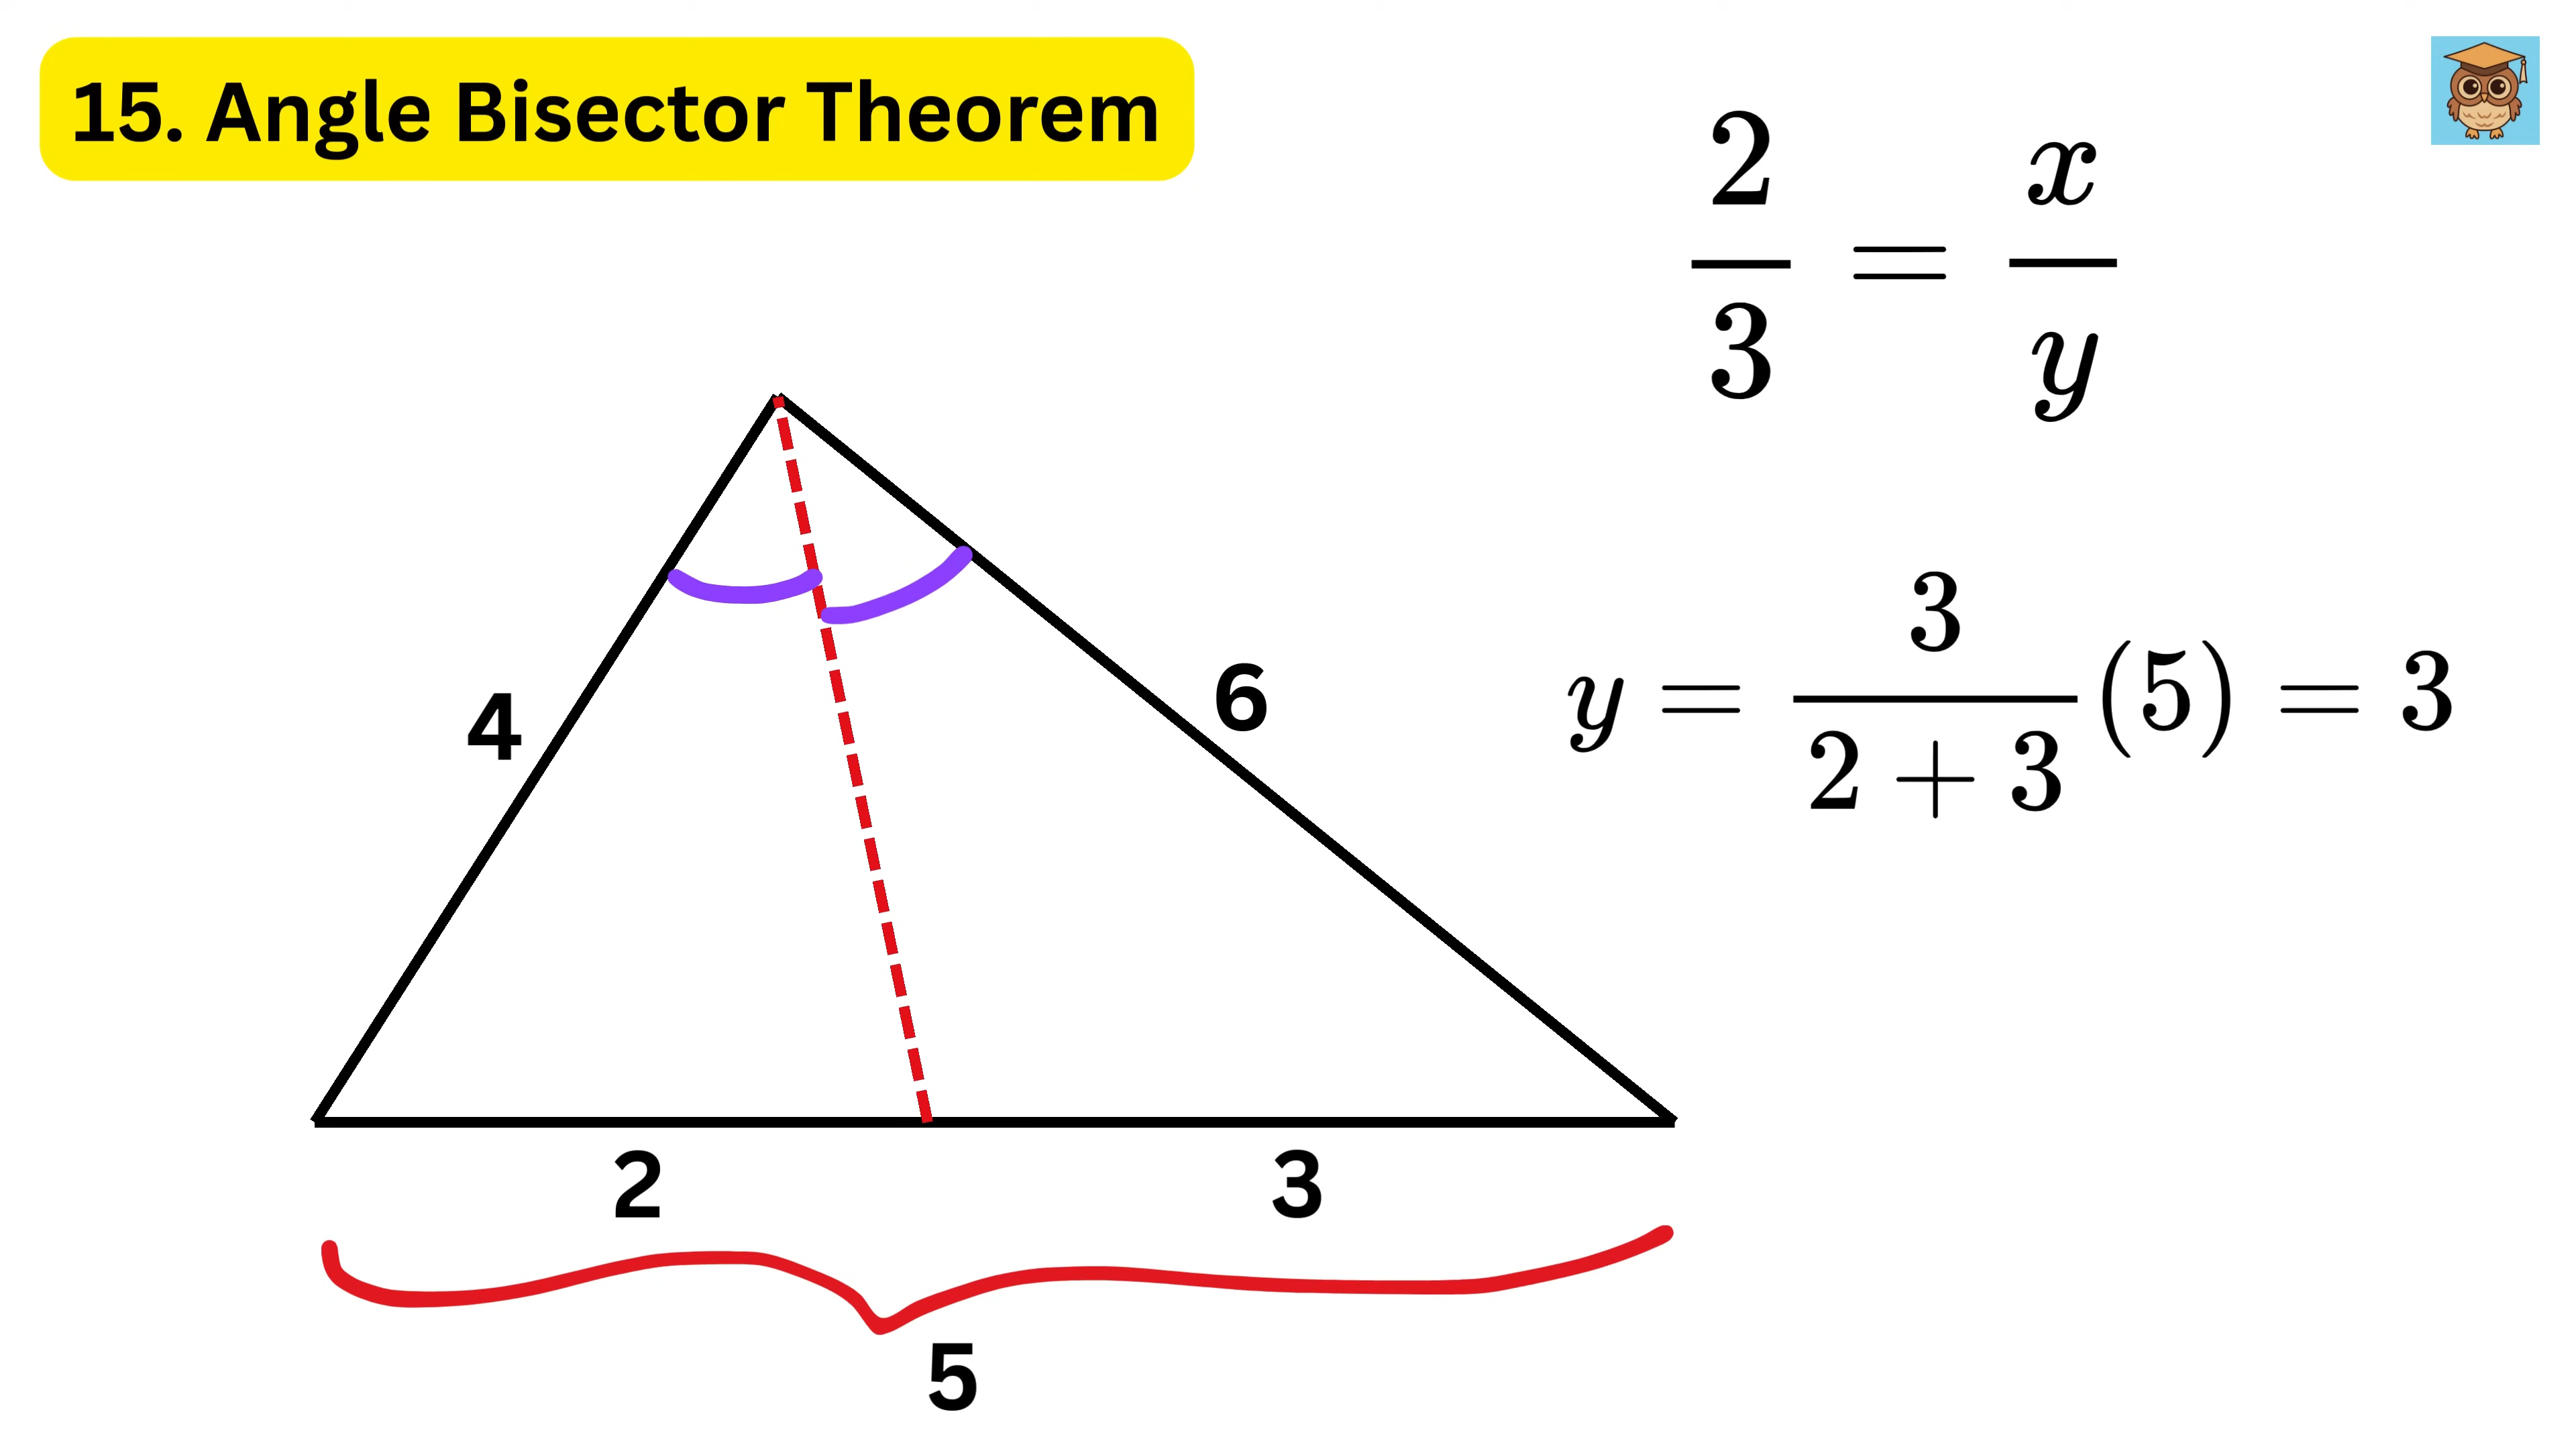 15. Angle Bisector Theorem
2/3 = x/y
y = 3/(2 + 3) (5) = 3
4
6
2
3
5